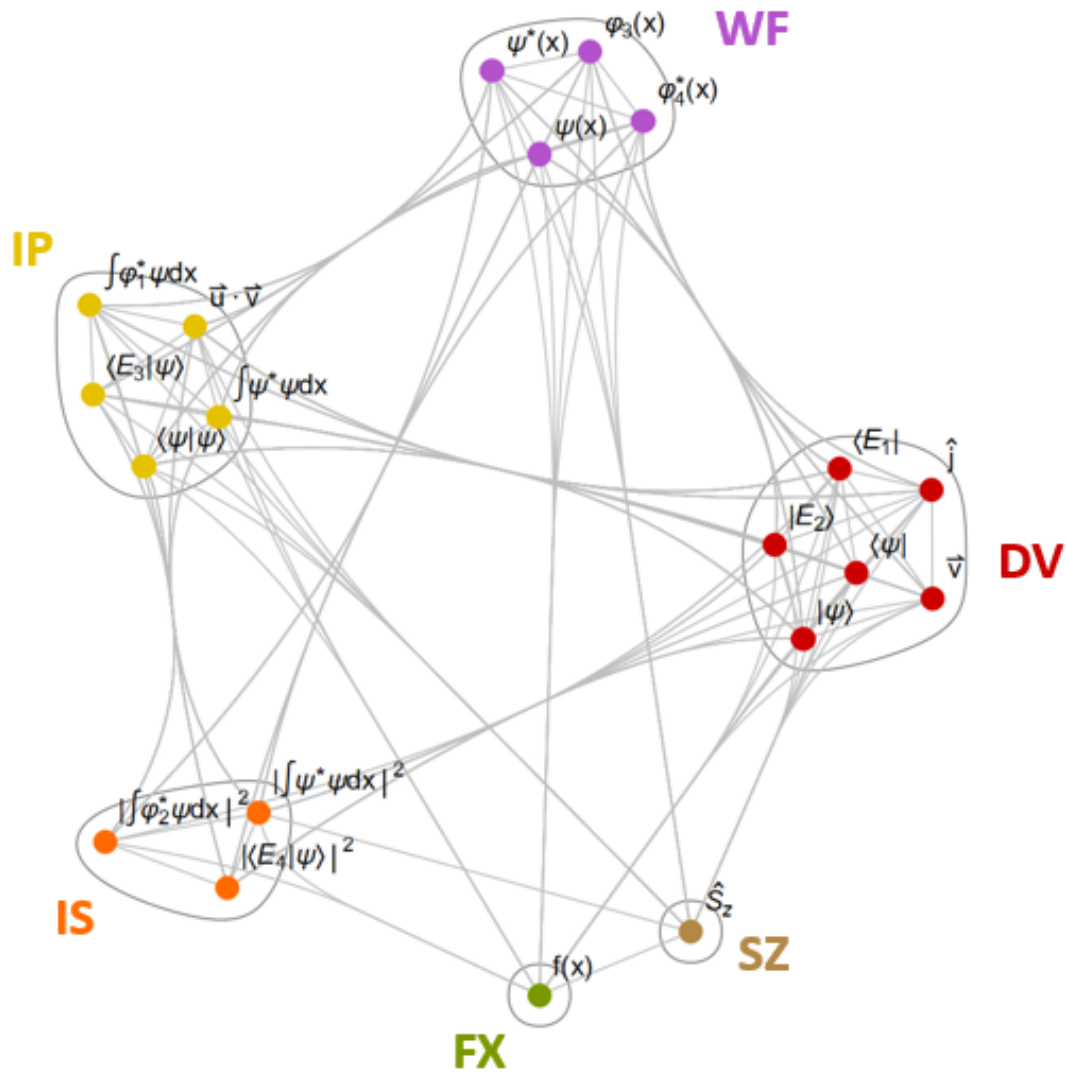 WF
ψ*(x)
φ₃(x)
φ₄*(x)
ψ(x)
IP
∫φ₁*ψdx
u⃗ · v⃗
⟨E₃|ψ⟩
∫ψ*ψdx
⟨ψ|ψ⟩
⟨E₁|
ĵ
|E₂⟩
⟨ψ|
DV
v⃗
|ψ⟩
|∫ψ*ψdx|²
|∫φ₂*ψdx|²
|⟨E₄|ψ⟩|²
IS
Ŝz
SZ
f(x)
FX